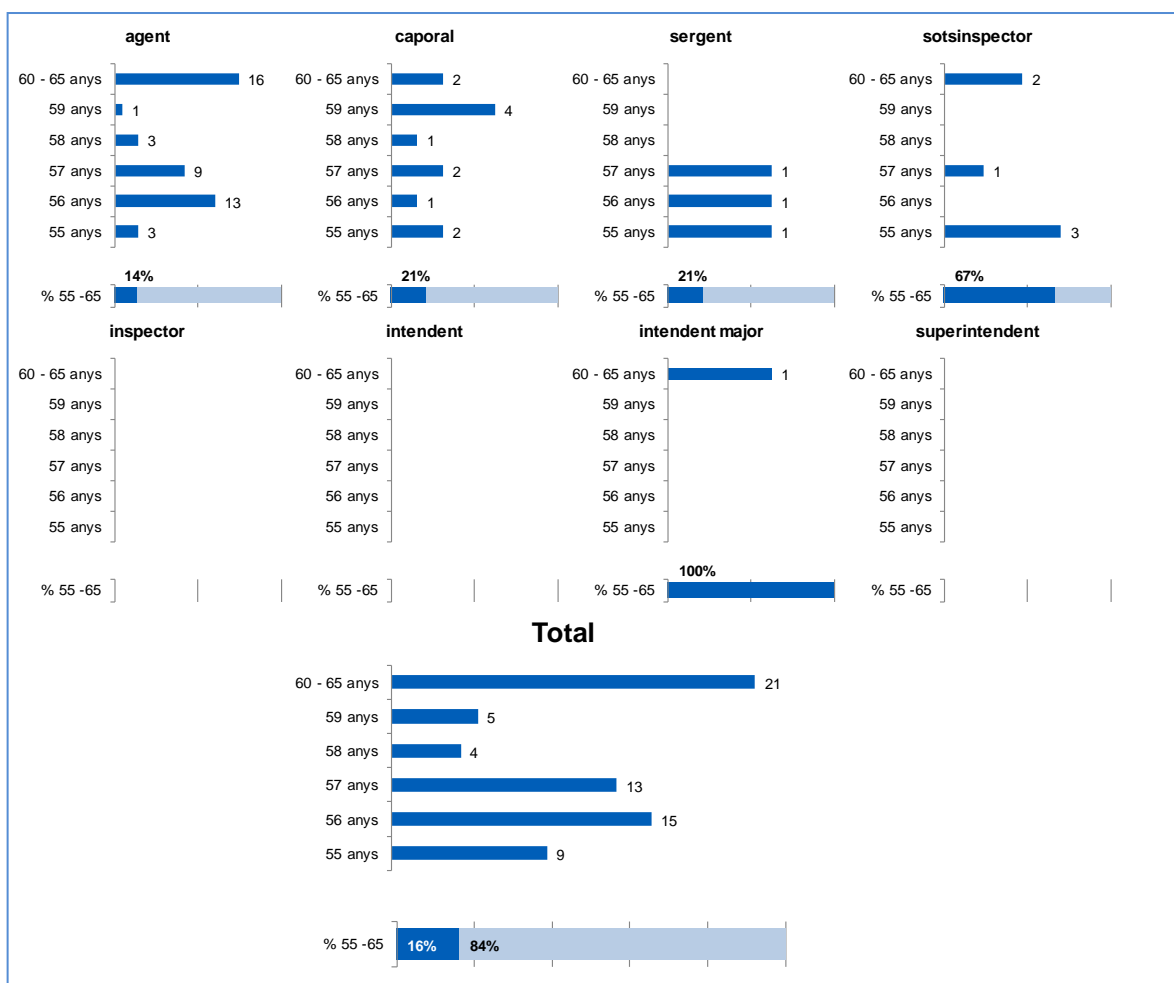 agent
60 - 65 anys 16
59 anys 1
58 anys 3
57 anys 9
56 anys 13
55 anys 3
14%
% 55 -65
caporal
60 - 65 anys 2
59 anys 4
58 anys 1
57 anys 2
56 anys 1
55 anys 2
21%
% 55 -65
sergent
60 - 65 anys
59 anys
58 anys
57 anys 1
56 anys 1
55 anys 1
21%
% 55 -65
sotsinspector
60 - 65 anys 2
59 anys
58 anys
57 anys 1
56 anys
55 anys 3
67%
% 55 -65
inspector
60 - 65 anys
59 anys
58 anys
57 anys
56 anys
55 anys
% 55 -65
intendent
60 - 65 anys
59 anys
58 anys
57 anys
56 anys
55 anys
% 55 -65
intendent major
60 - 65 anys 1
59 anys
58 anys
57 anys
56 anys
55 anys
100%
% 55 -65
superintendent
60 - 65 anys
59 anys
58 anys
57 anys
56 anys
55 anys
% 55 -65
Total
60 - 65 anys 21
59 anys 5
58 anys 4
57 anys 13
56 anys 15
55 anys 9
% 55 -65 16% 84%